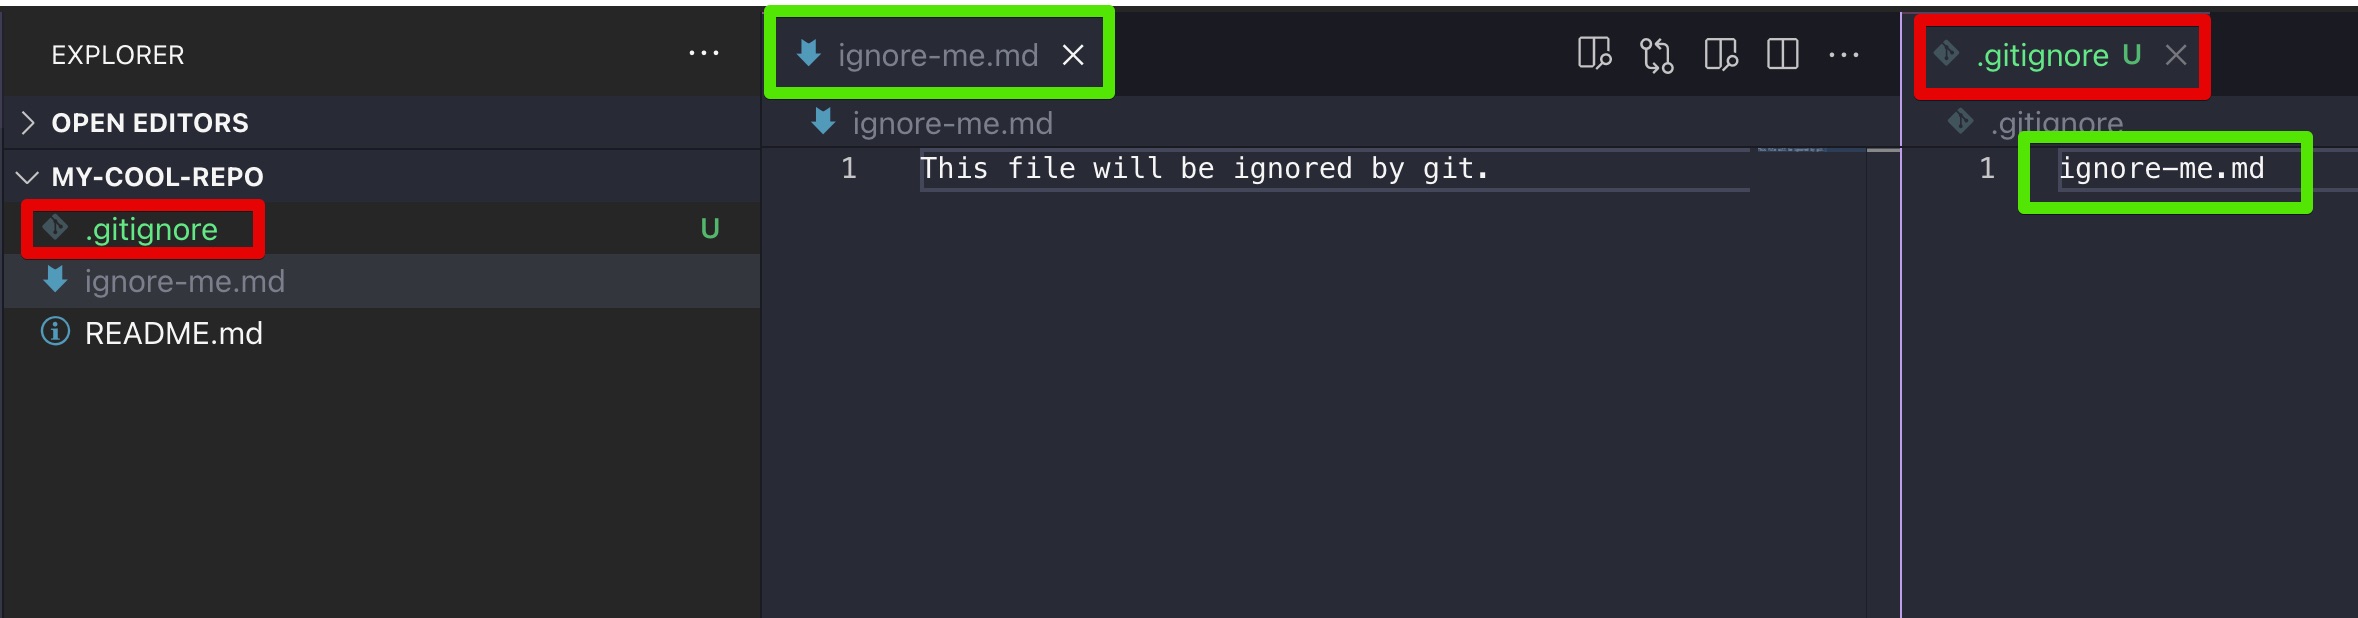 EXPLORER
OPEN EDITORS
MY-COOL-REPO
.gitignore U
ignore-me.md
README.md
ignore-me.md
ignore-me.md
1 This file will be ignored by git.
.gitignore U
.gitignore
1 ignore-me.md